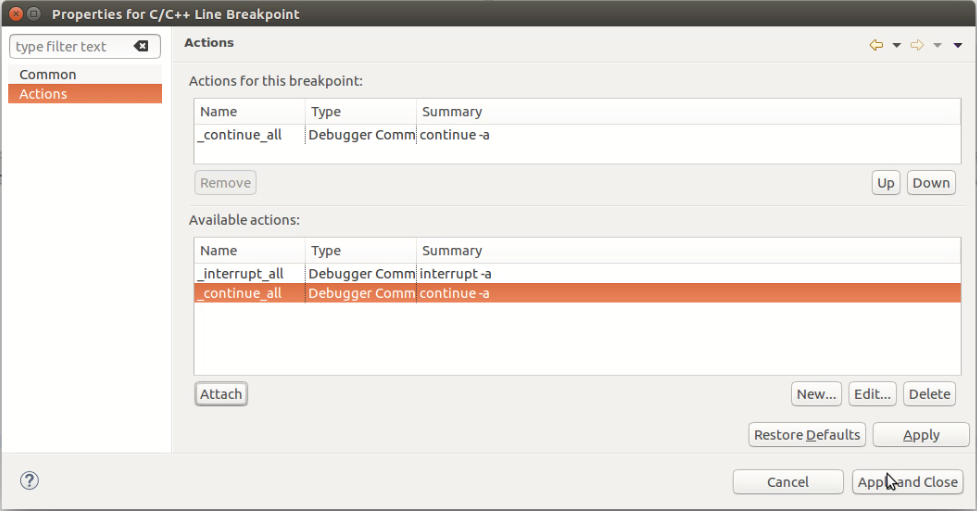 Properties for C/C++ Line Breakpoint
type filter text
Common
Actions
Actions
Actions for this breakpoint:
Name Type Summary
_continue_all Debugger Comm continue -a
Remove Up Down
Available actions:
Name Type Summary
_interrupt_all Debugger Comm interrupt -a
_continue_all Debugger Comm continue -a
Attach New... Edit... Delete
Restore Defaults Apply
? Cancel Apply and Close